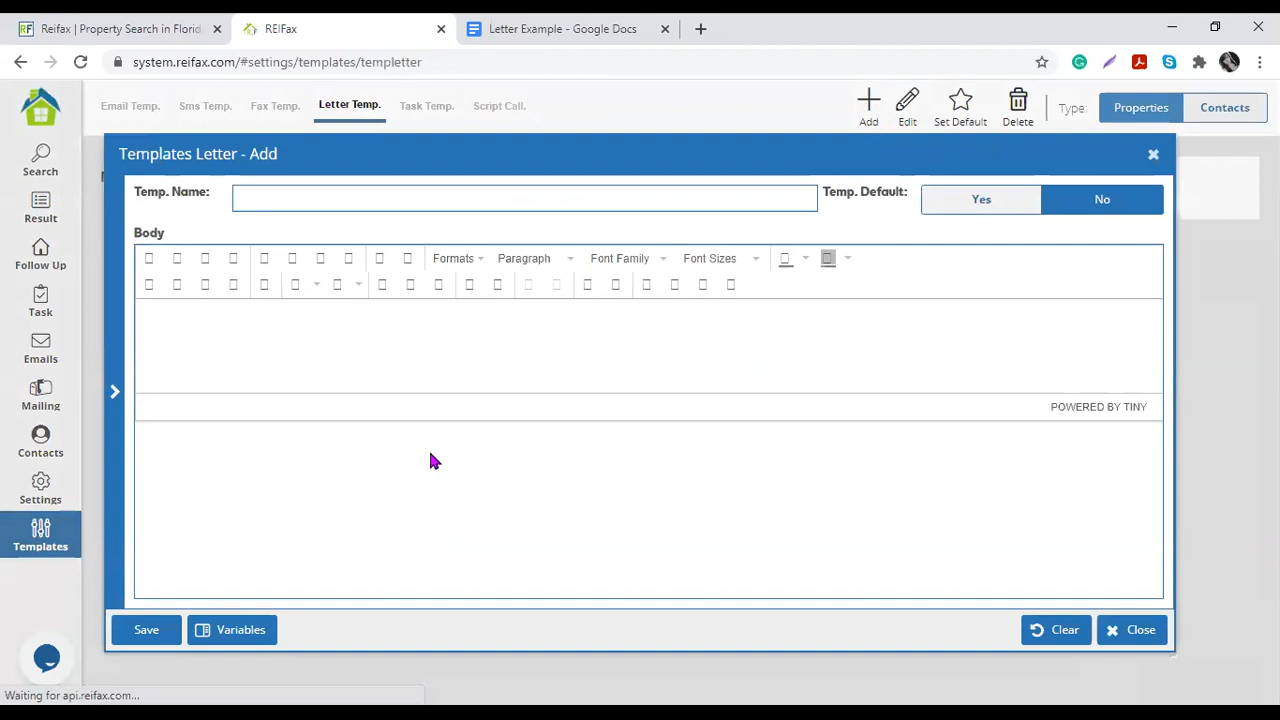 Reifax | Property Search in Florid
REIFax
Letter Example - Google Docs
system.reifax.com/#settings/templates/templetter
Email Temp.
Sms Temp.
Fax Temp.
Letter Temp.
Task Temp.
Script Call.
Add
Edit
Set Default
Delete
Type:
Properties
Contacts
Search
Result
Follow Up
Task
Emails
Mailing
Contacts
Settings
Templates
Templates Letter - Add
Temp. Name:
Temp. Default:
Yes
No
Body
Formats
Paragraph
Font Family
Font Sizes
POWERED BY TINY
Save
Variables
Clear
Close
Waiting for api.reifax.com...